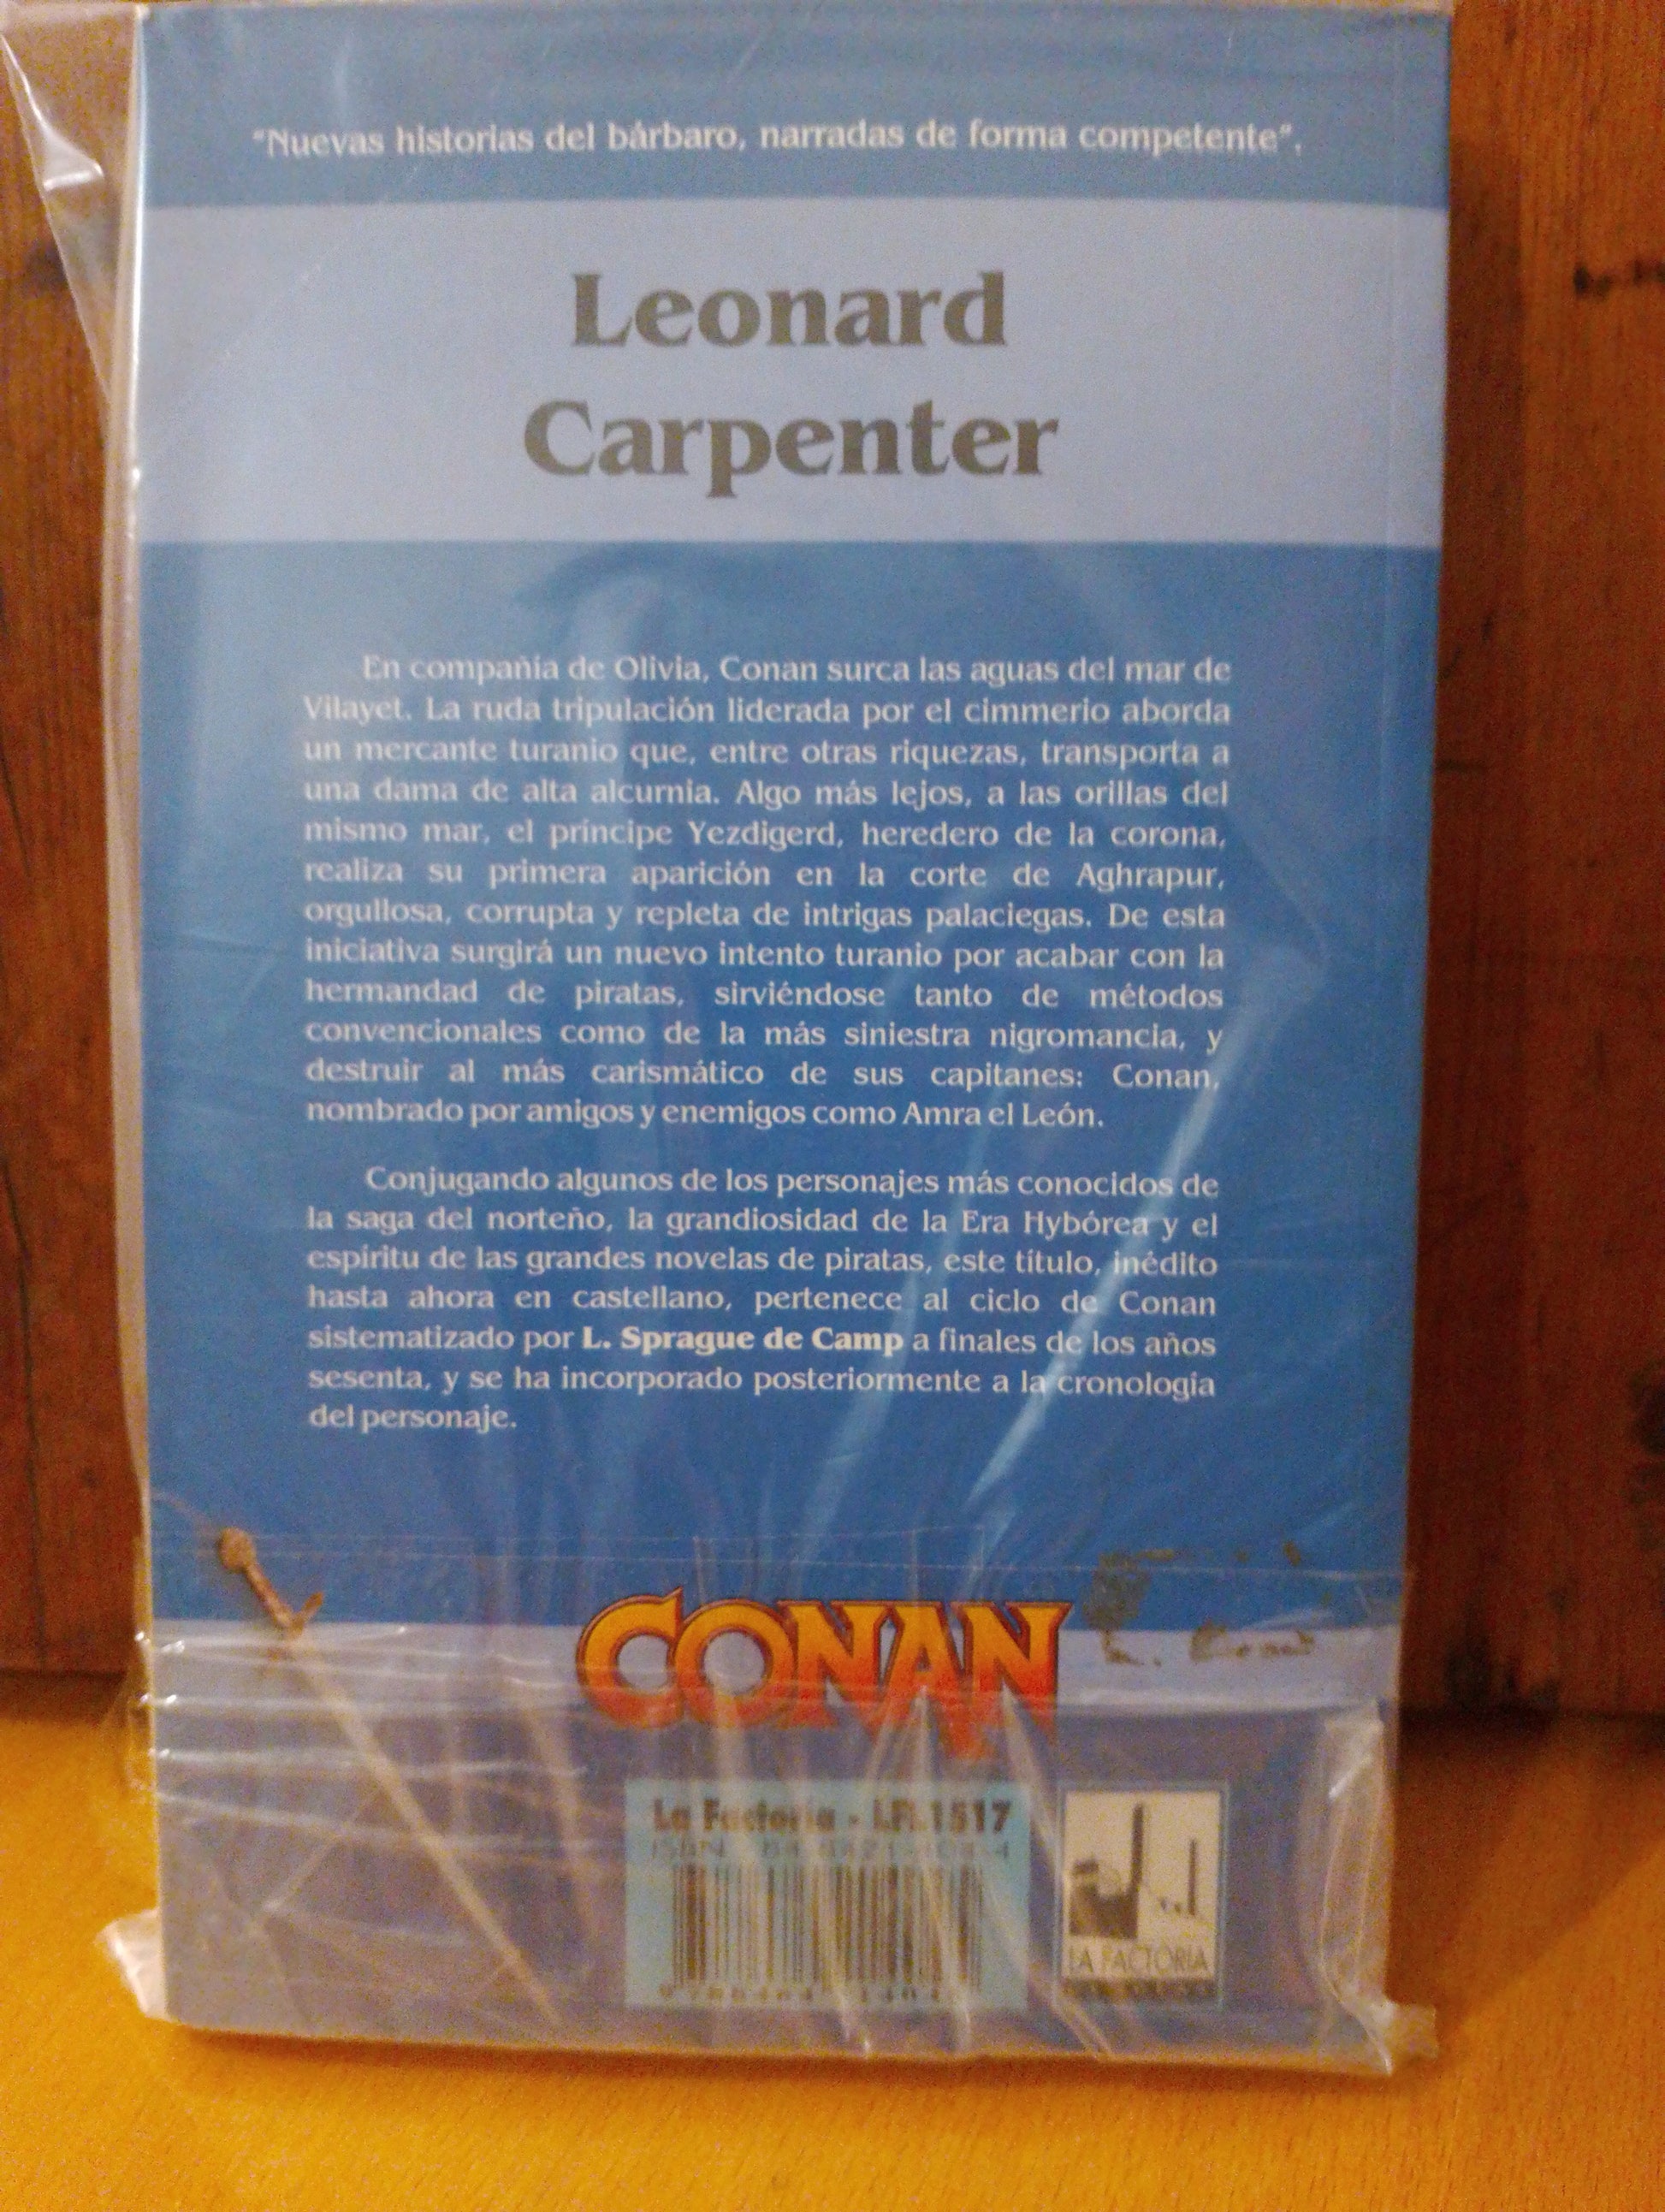 "Nuevas historias del bárbaro, narradas de forma competente".
Leonard
Carpenter
En compañía de Olivia, Conan surca las aguas del mar de
Vilayet. La ruda tripulación liderada por el cimmerio aborda
un mercante turanio que, entre otras riquezas, transporta a
una dama de alta alcurnia. Algo más lejos, a las orillas del
mismo mar, el príncipe Yezdigerd, heredero de la corona,
realiza su primera aparición en la corte de Aghrapur,
orgullosa, corrupta y repleta de intrigas palaciegas. De esta
iniciativa surgirá un nuevo intento turanio por acabar con la
hermandad de piratas, sirviéndose tanto de métodos
convencionales como de la más siniestra nigromancia, y
destruir al más carismático de sus capitanes: Conan,
nombrado por amigos y enemigos como Amra el León.
Conjugando algunos de los personajes más conocidos de
la saga del norteño, la grandiosidad de la Era Hybórea y el
espíritu de las grandes novelas de piratas, este título, inédito
hasta ahora en castellano, pertenece al ciclo de Conan
sistematizado por L. Sprague de Camp a finales de los años
sesenta, y se ha incorporado posteriormente a la cronología
del personaje.
CONAN
La Factoría - LFL1517
ISBN
LA FACTORIA